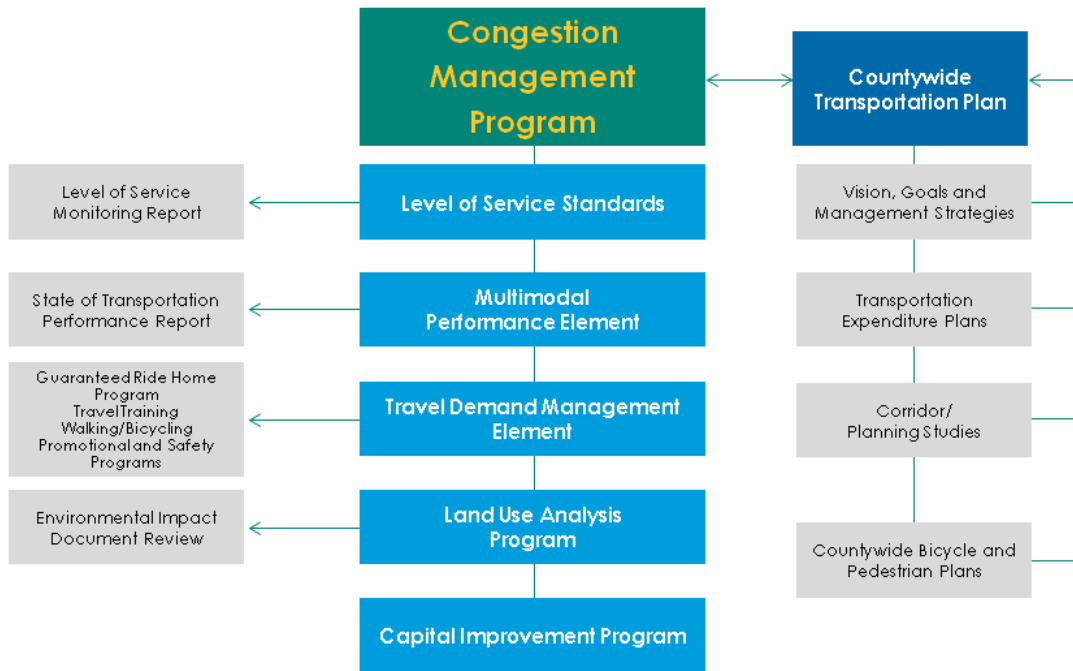 Congestion
Management
Program
Countywide
Transportation Plan
Level of Service
Monitoring Report
Level of Service Standards
Vision, Goals and
Management Strategies
State of Transportation
Performance Report
Multimodal
Performance Element
Transportation
Expenditure Plans
Guaranteed Ride Home
Program
Travel Training
Walking/Bicycling
Promotional and Safety
Programs
Travel Demand Management
Element
Corridor/
Planning Studies
Environmental Impact
Document Review
Land Use Analysis
Program
Countywide Bicycle and
Pedestrian Plans
Capital Improvement Program